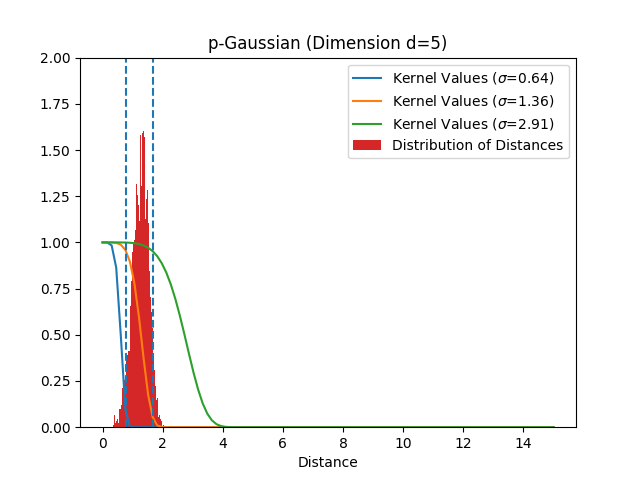 p-Gaussian (Dimension d=5)
Kernel Values (σ=0.64)
Kernel Values (σ=1.36)
Kernel Values (σ=2.91)
Distribution of Distances
2.00
1.75
1.50
1.25
1.00
0.75
0.50
0.25
0.00
0 2 4 6 8 10 12 14
Distance